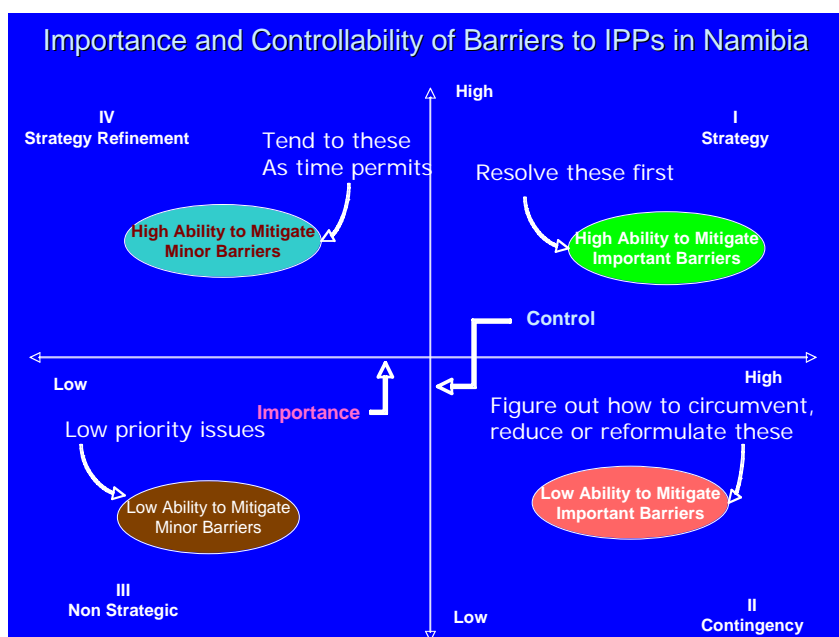 Importance and Controllability of Barriers to IPPs in Namibia
High
IV
Strategy Refinement
I
Strategy
Tend to these
As time permits
Resolve these first
High Ability to Mitigate
Minor Barriers
High Ability to Mitigate
Important Barriers
Control
Low
High
Importance
Low priority issues
Figure out how to circumvent,
reduce or reformulate these
Low Ability to Mitigate
Minor Barriers
Low Ability to Mitigate
Important Barriers
III
Non Strategic
Low
II
Contingency